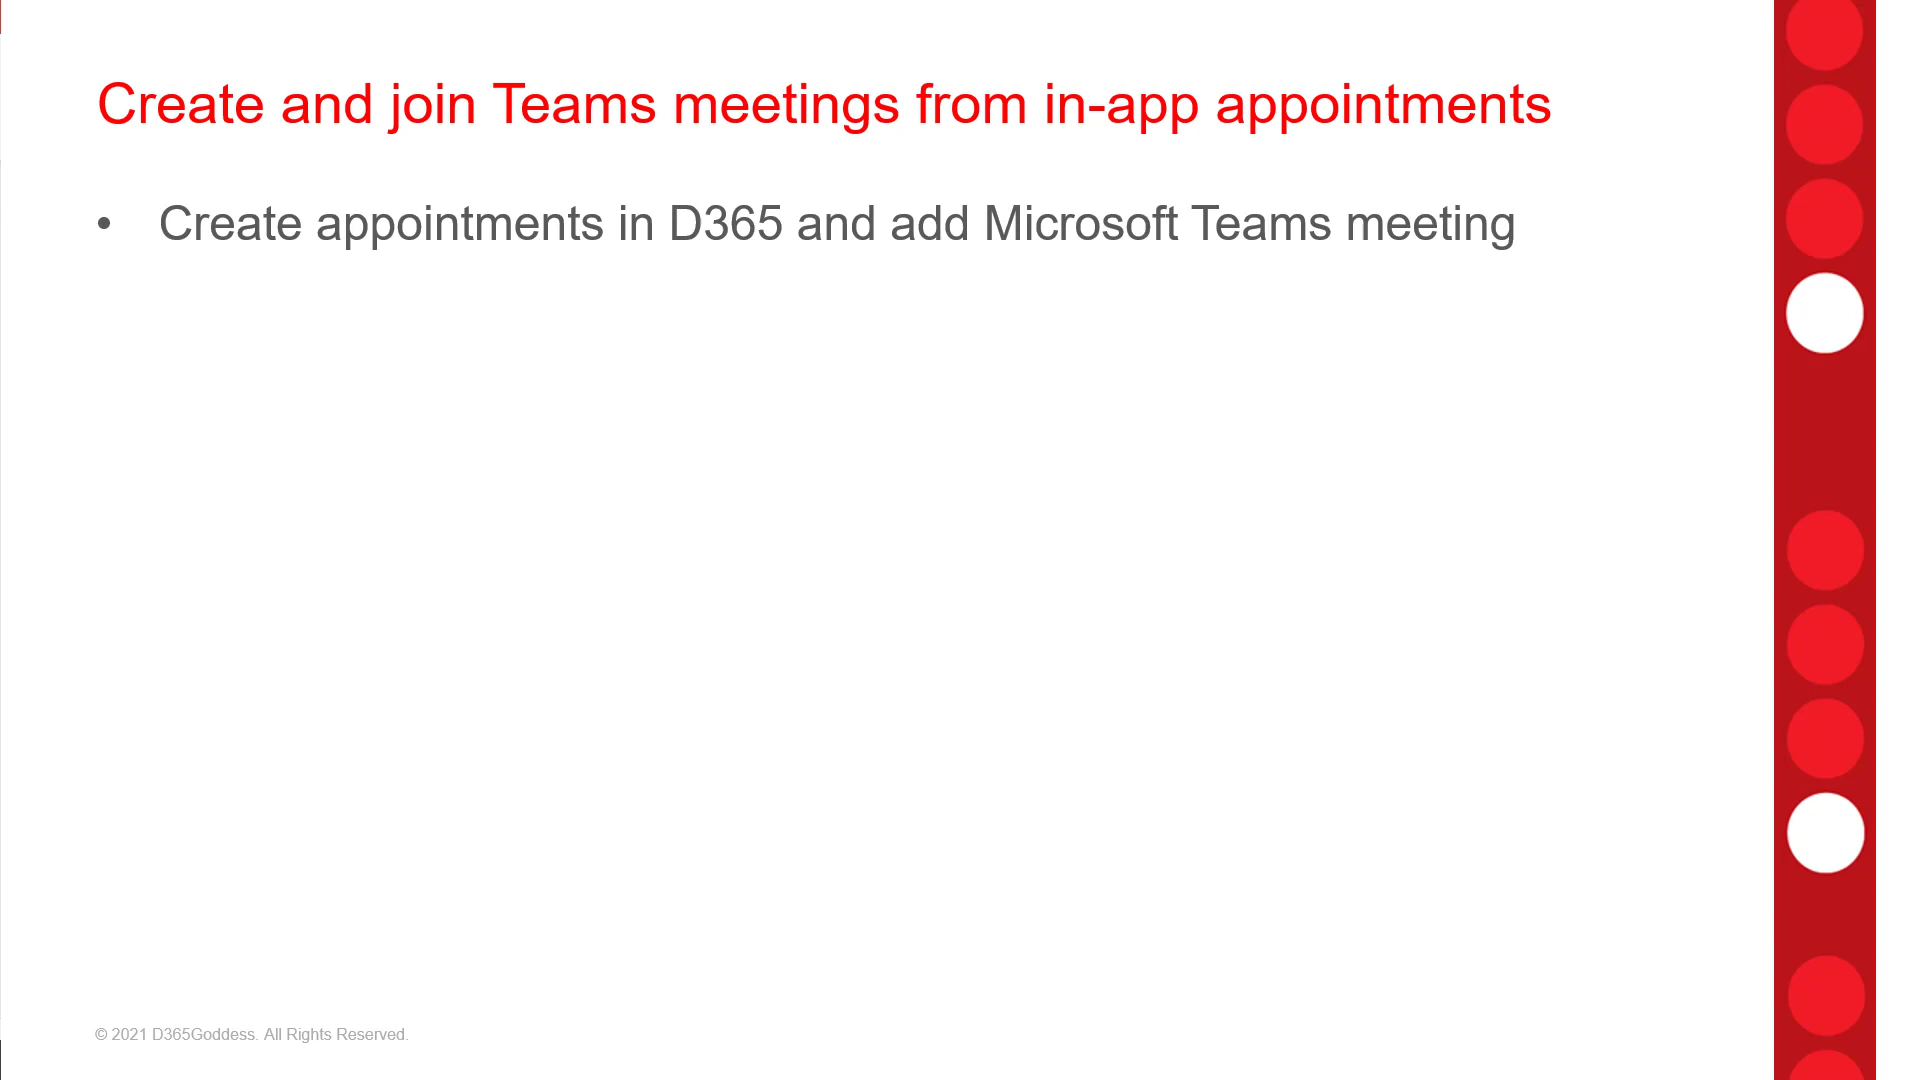 Create and join Teams meetings from in-app appointments
• Create appointments in D365 and add Microsoft Teams meeting
© 2021 D365Goddess. All Rights Reserved.